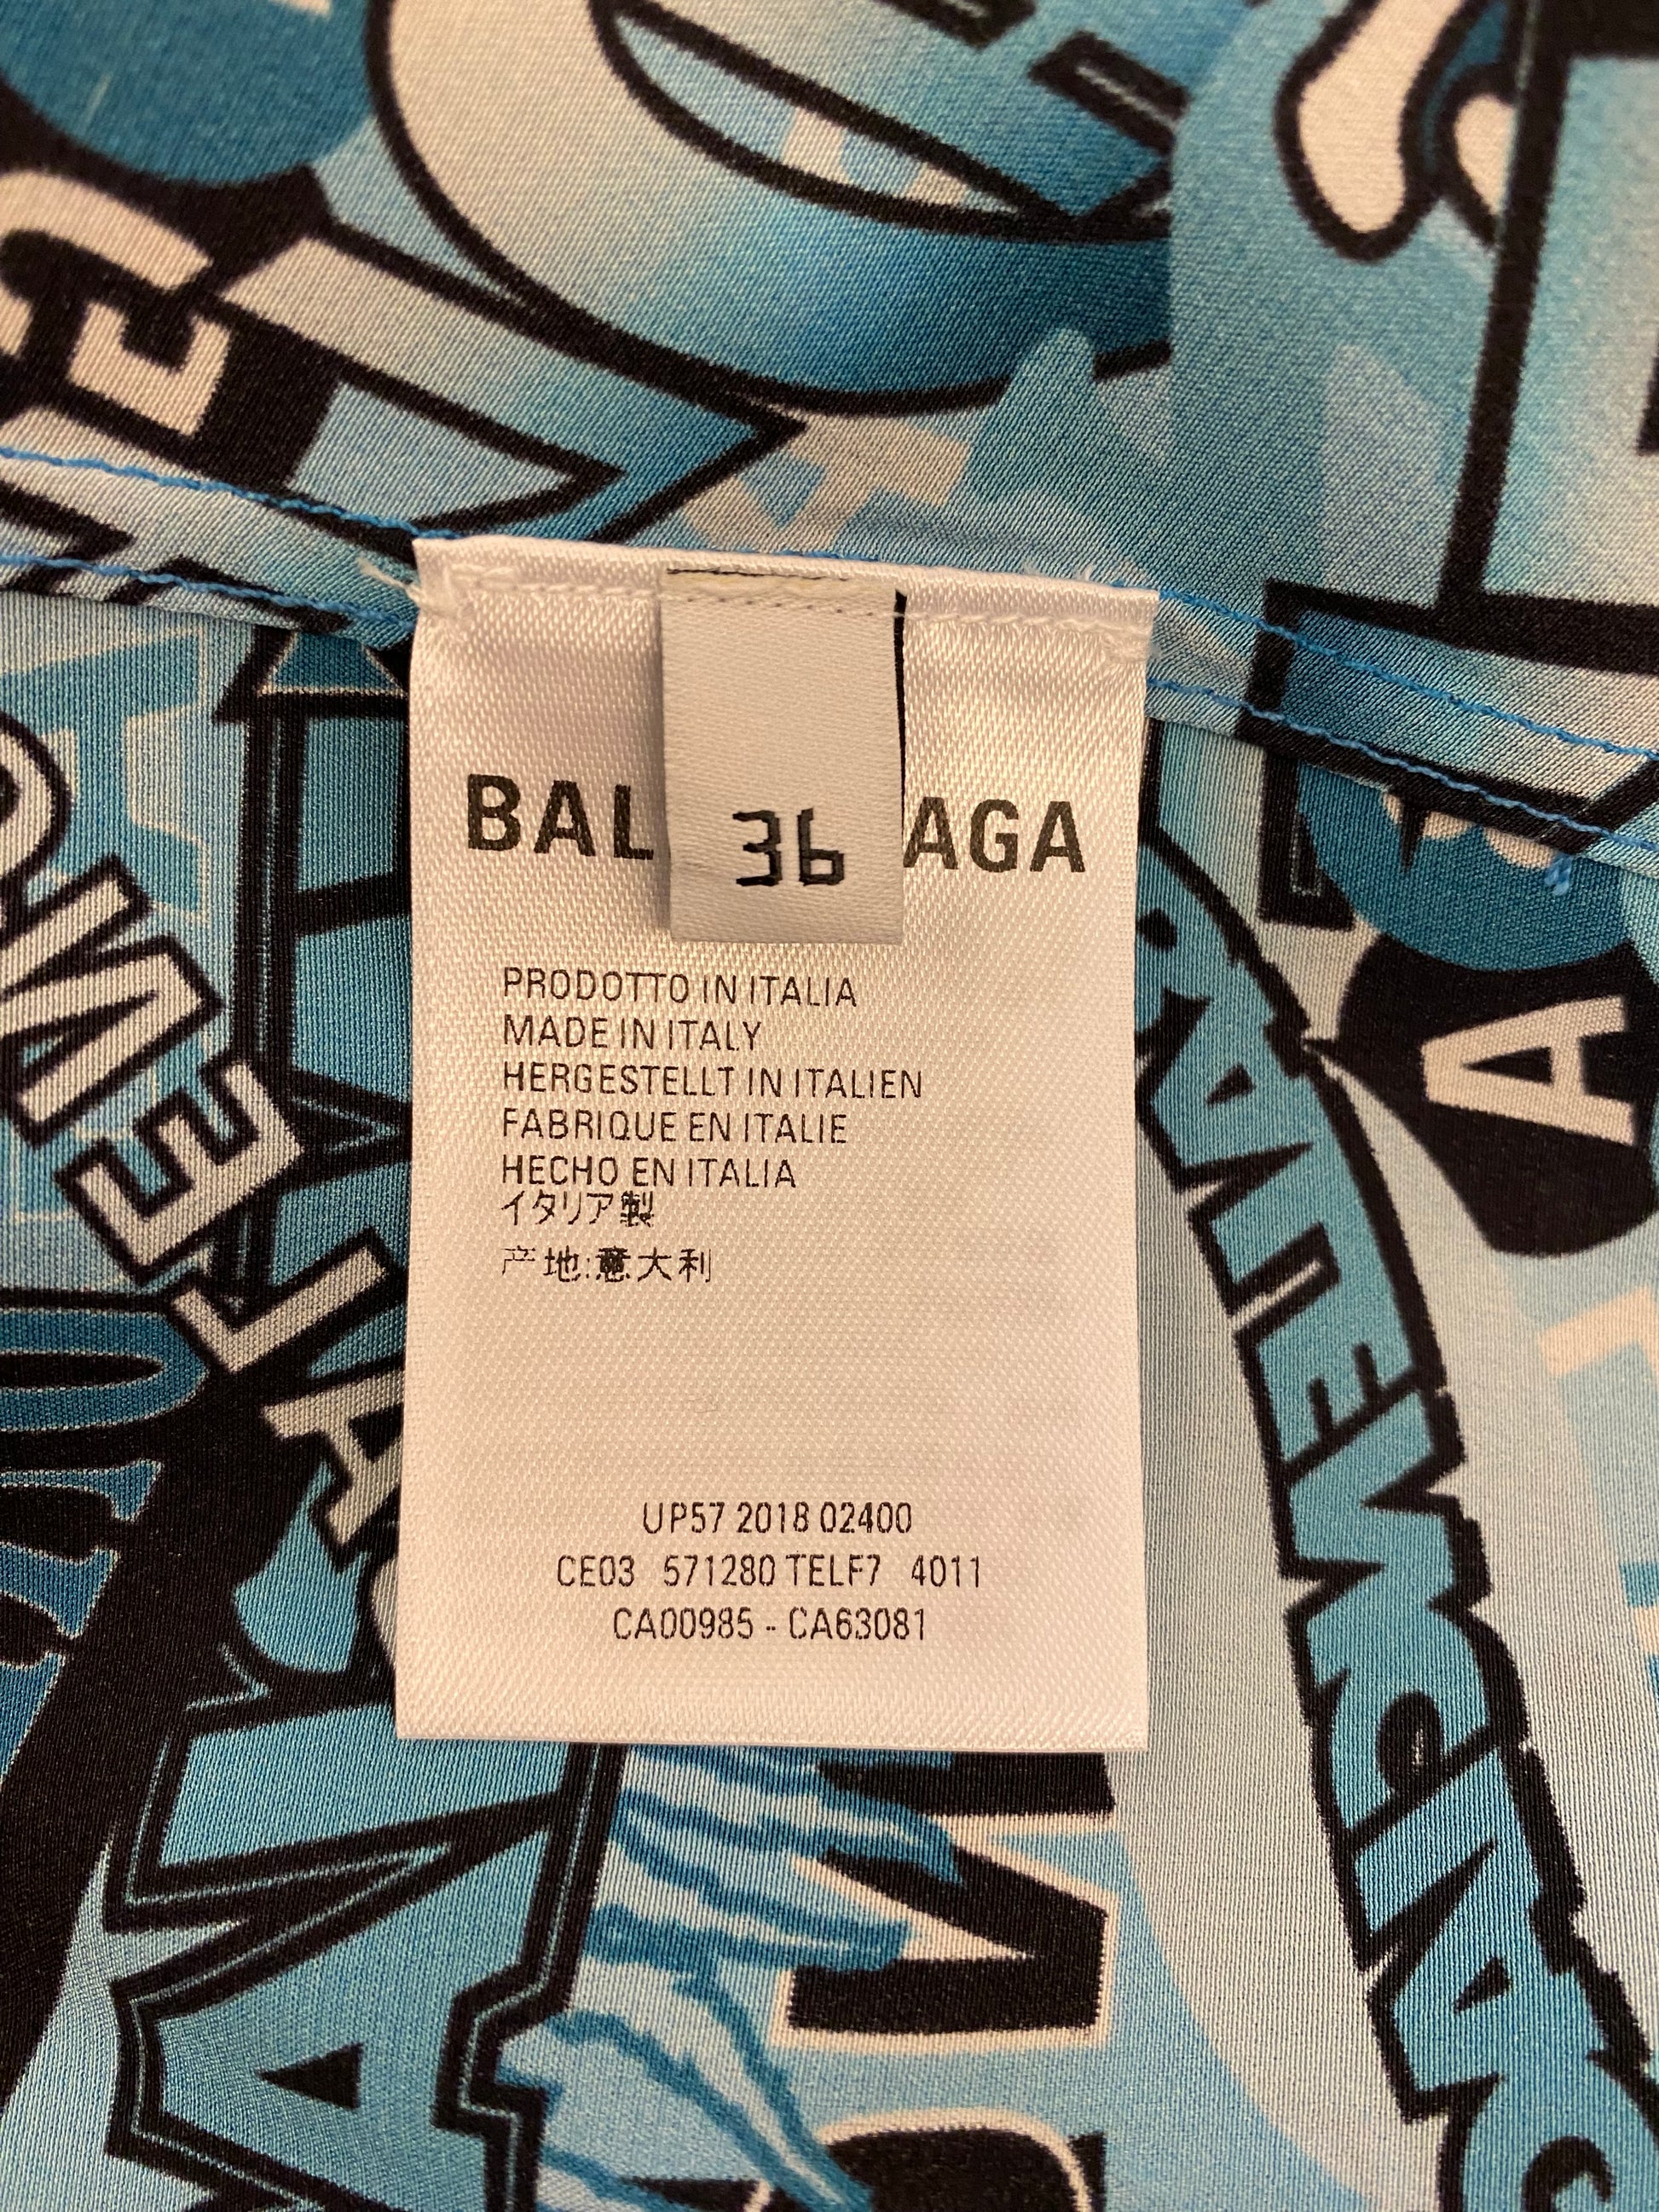 BAL AGA
36
PRODOTTO IN ITALIA
MADE IN ITALY
HERGESTELLT IN ITALIEN
FABRIQUE EN ITALIE
HECHO EN ITALIA
イタリア製
产地:意大利
UP57 2018 02400
CE03 571280 TELF7 4011
CA00985 - CA63081